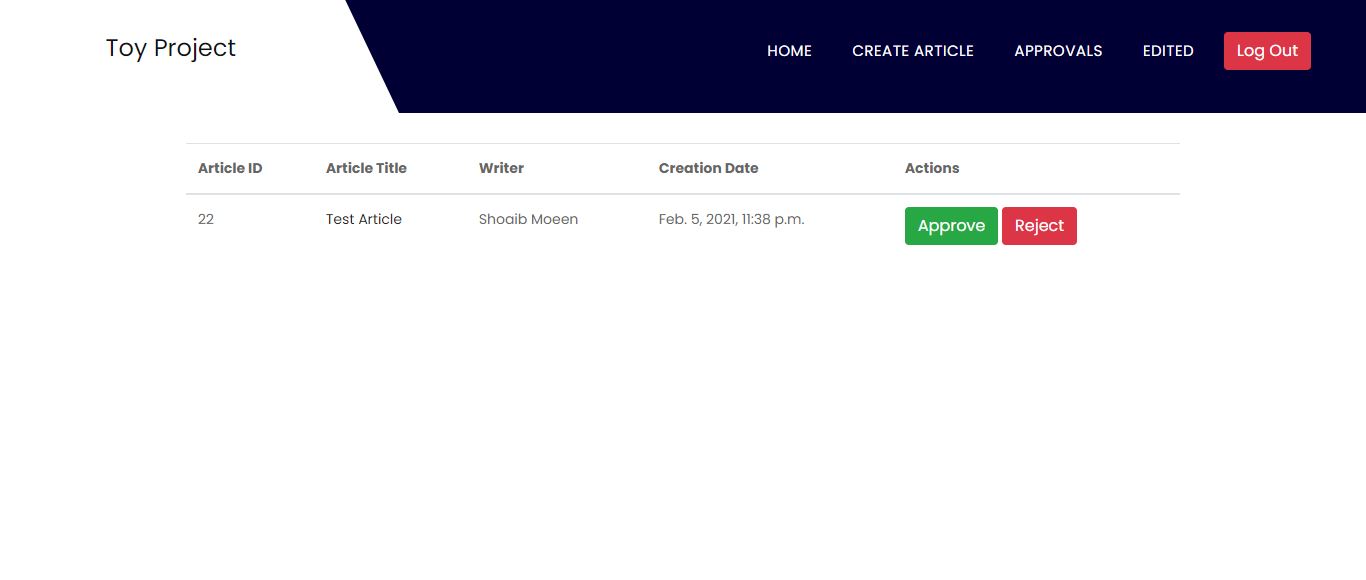 Toy Project
HOME CREATE ARTICLE APPROVALS EDITED Log Out
Article ID Article Title Writer Creation Date Actions
22 Test Article Shoaib Moeen Feb. 5, 2021, 11:38 p.m. Approve Reject